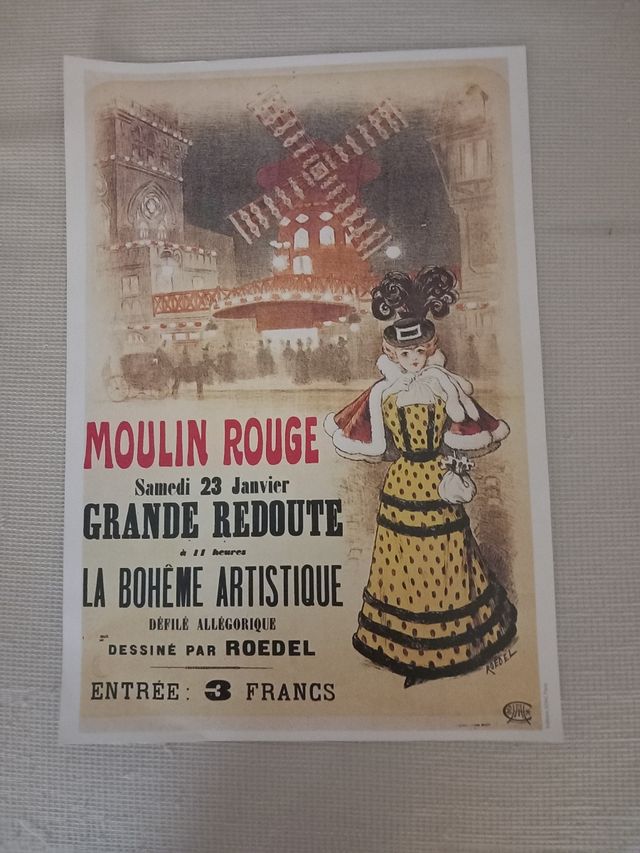 MOULIN ROUGE
Samedi 23 Janvier
GRANDE REDOUTE
à 11 heures
LA BOHÊME ARTISTIQUE
DÉFILÉ ALLÉGORIQUE
DESSINÉ PAR ROEDEL
ENTRÉE: 3 FRANCS
ROEDEL